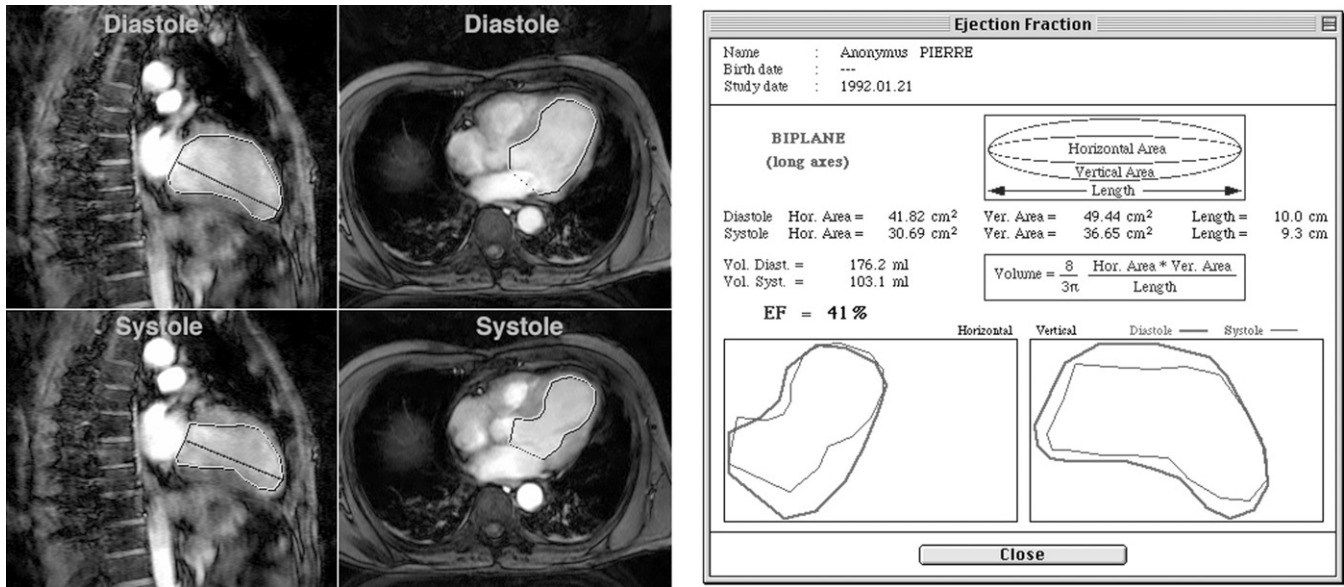 Diastole
Diastole
Systole
Systole
Ejection Fraction
Name : Anonymus PIERRE
Birth date : ---
Study date : 1992.01.21
BIPLANE
(long axes)
Horizontal Area
Vertical Area
Length
Diastole Hor. Area = 41.82 cm² Ver. Area = 49.44 cm² Length = 10.0 cm
Systole Hor. Area = 30.69 cm² Ver. Area = 36.65 cm² Length = 9.3 cm
Vol. Diast. = 176.2 ml
Vol. Syst. = 103.1 ml
Volume = 8 Hor. Area * Ver. Area
3π Length
EF = 41%
Horizontal Vertical Diastole Systole
Close